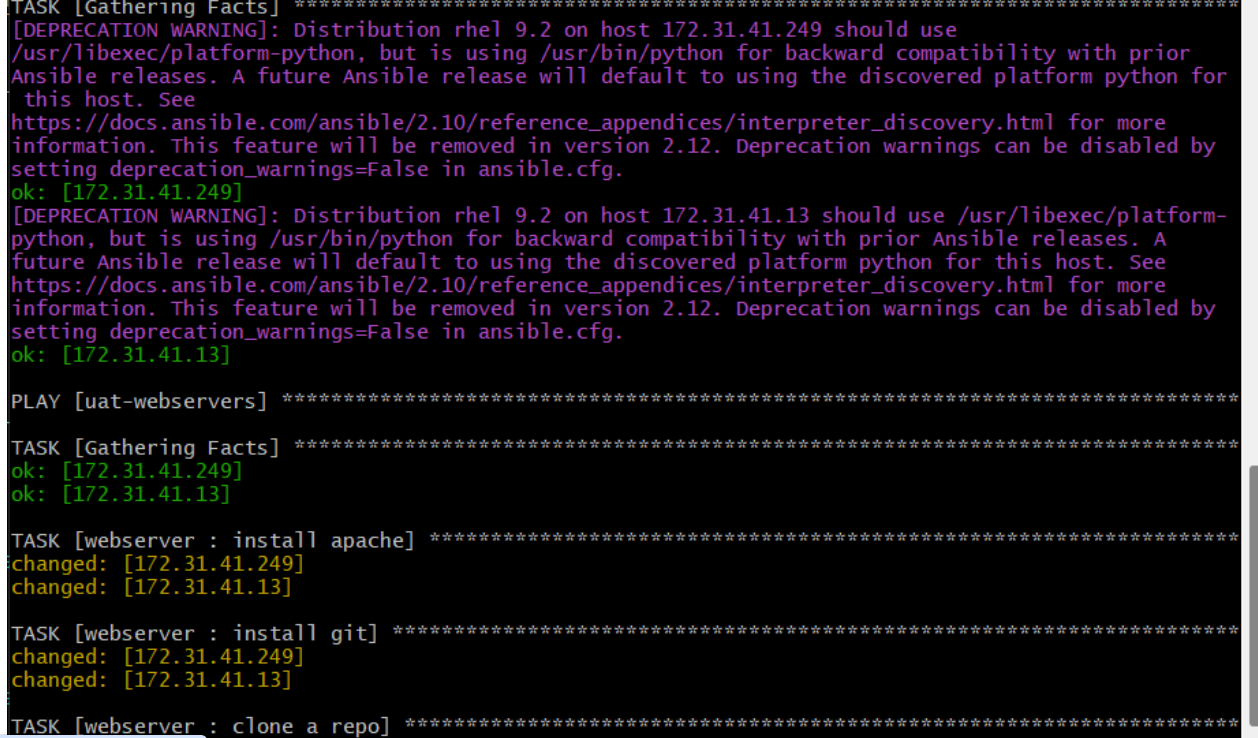 TASK [Gathering Facts] *****************************************************************************
[DEPRECATION WARNING]: Distribution rhel 9.2 on host 172.31.41.249 should use
/usr/libexec/platform-python, but is using /usr/bin/python for backward compatibility with prior
Ansible releases. A future Ansible release will default to using the discovered platform python for
 this host. See
https://docs.ansible.com/ansible/2.10/reference_appendices/interpreter_discovery.html for more
information. This feature will be removed in version 2.12. Deprecation warnings can be disabled by
setting deprecation_warnings=False in ansible.cfg.
ok: [172.31.41.249]
[DEPRECATION WARNING]: Distribution rhel 9.2 on host 172.31.41.13 should use /usr/libexec/platform-
python, but is using /usr/bin/python for backward compatibility with prior Ansible releases. A
future Ansible release will default to using the discovered platform python for this host. See
https://docs.ansible.com/ansible/2.10/reference_appendices/interpreter_discovery.html for more
information. This feature will be removed in version 2.12. Deprecation warnings can be disabled by
setting deprecation_warnings=False in ansible.cfg.
ok: [172.31.41.13]
PLAY [uat-webservers] ******************************************************************************
TASK [Gathering Facts] *****************************************************************************
ok: [172.31.41.249]
ok: [172.31.41.13]
TASK [webserver : install apache] ******************************************************************
changed: [172.31.41.249]
changed: [172.31.41.13]
TASK [webserver : install git] *********************************************************************
changed: [172.31.41.249]
changed: [172.31.41.13]
TASK [webserver : clone a repo] ********************************************************************